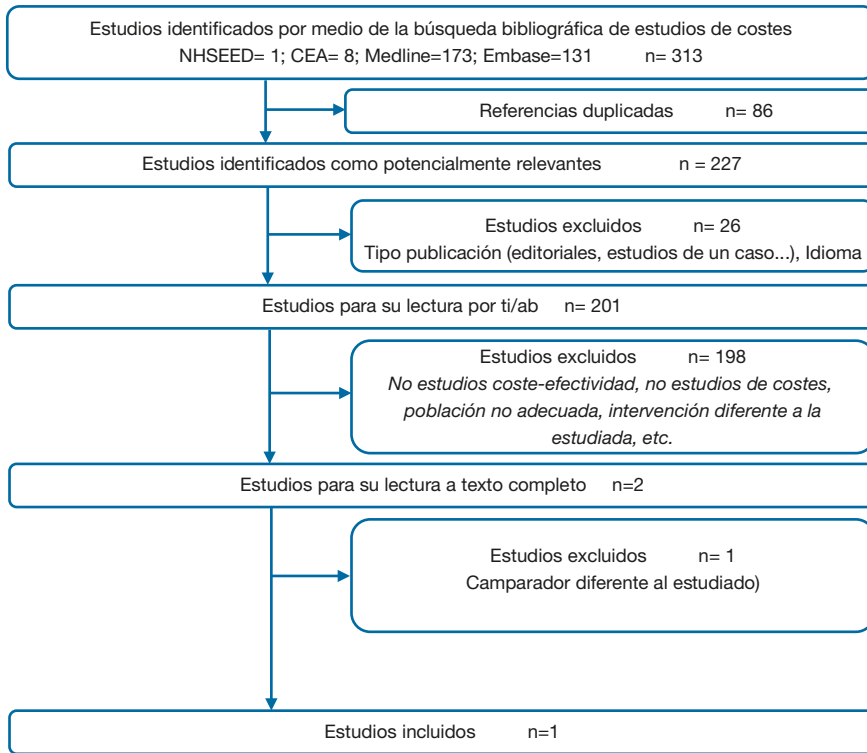 Estudios identificados por medio de la búsqueda bibliográfica de estudios de costes
NHSEED= 1; CEA= 8; Medline=173; Embase=131 n= 313
Referencias duplicadas n= 86
Estudios identificados como potencialmente relevantes n = 227
Estudios excluidos n= 26
Tipo publicación (editoriales, estudios de un caso...), Idioma
Estudios para su lectura por ti/ab n= 201
Estudios excluidos n= 198
No estudios coste-efectividad, no estudios de costes,
población no adecuada, intervención diferente a la
estudiada, etc.
Estudios para su lectura a texto completo n=2
Estudios excluidos n= 1
Camparador diferente al estudiado)
Estudios incluidos n=1